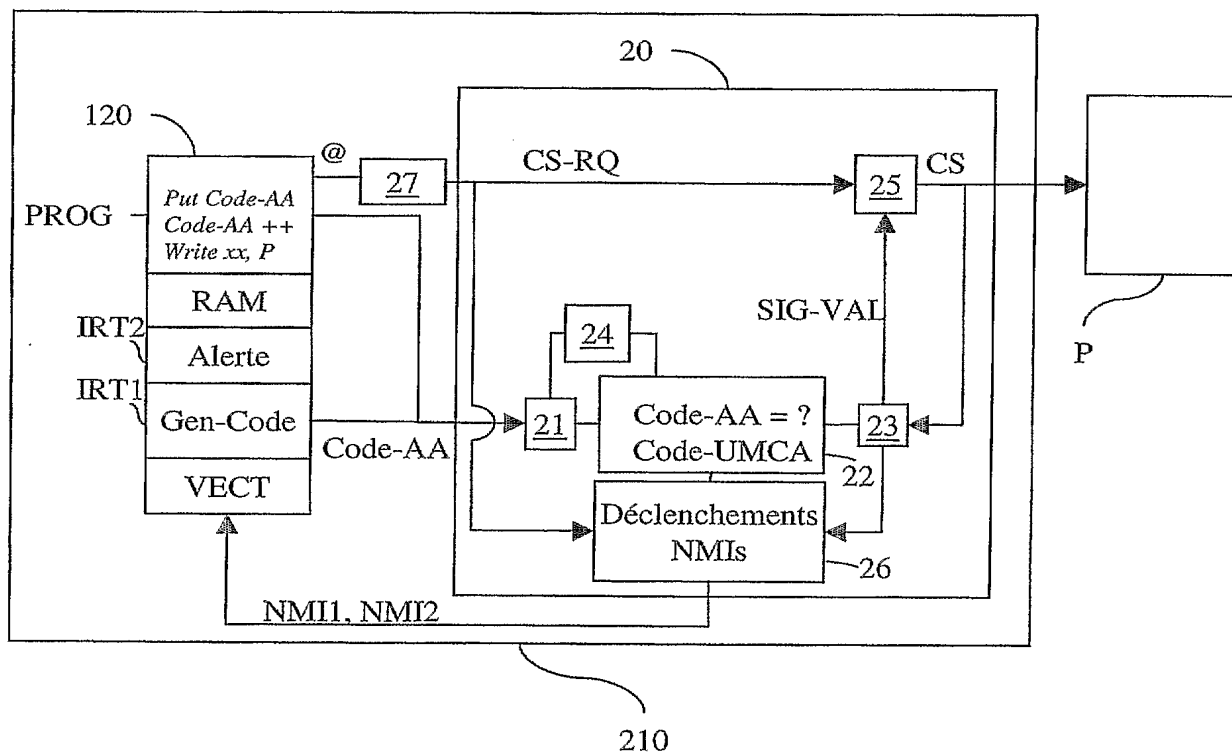 20
120
@
27
CS-RQ
25
CS
PROG
Put Code-AA
Code-AA ++
Write xx, P
RAM
IRT2
Alerte
IRT1
Gen-Code
Code-AA
VECT
SIG-VAL
P
24
21
Code-AA = ?
Code-UMCA
23
22
Déclenchements
NMIs
26
NMI1, NMI2
210